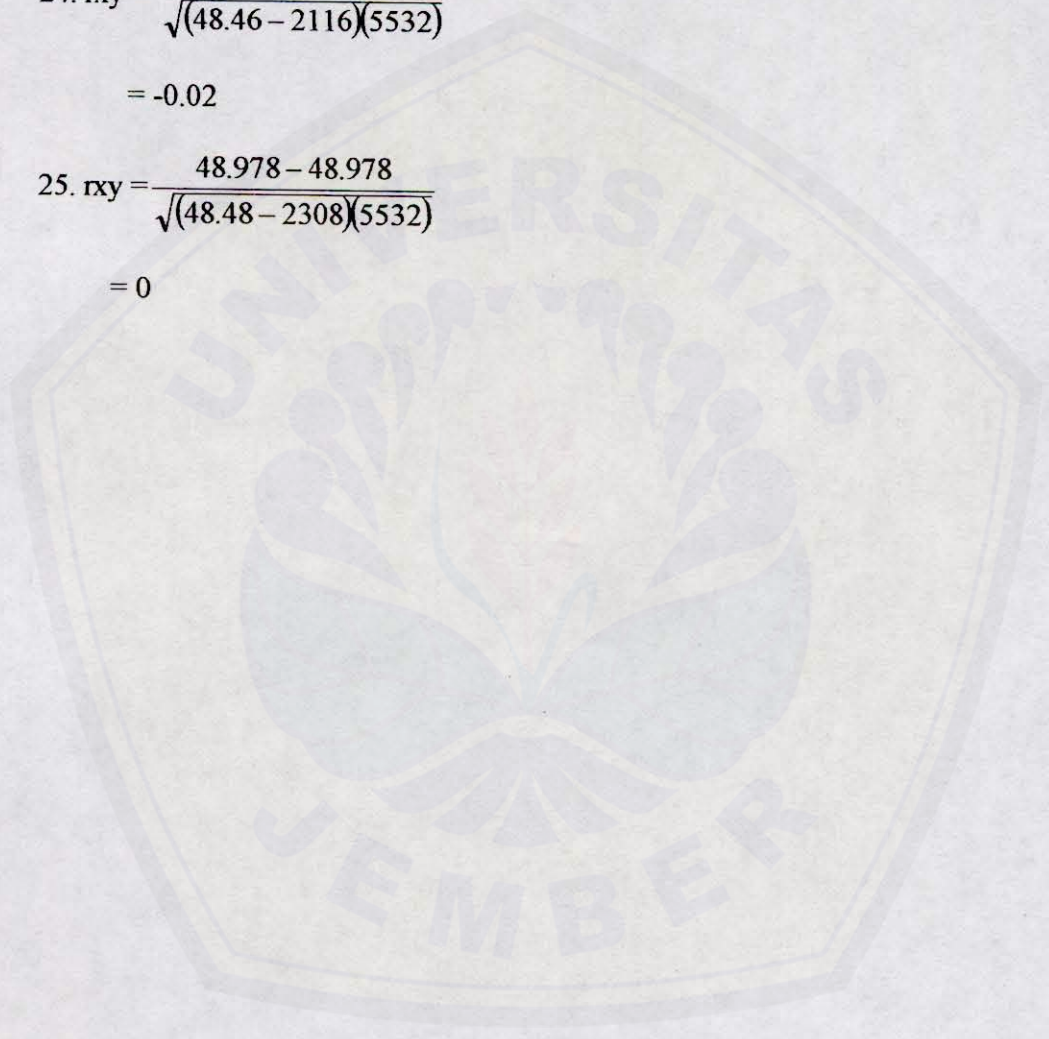 √(48.46 – 2116)(5532)
= -0.02
25. rxy = 48.978 – 48.978
√(48.48 – 2308)(5532)
= 0
UNIVERSITAS
JEMBER